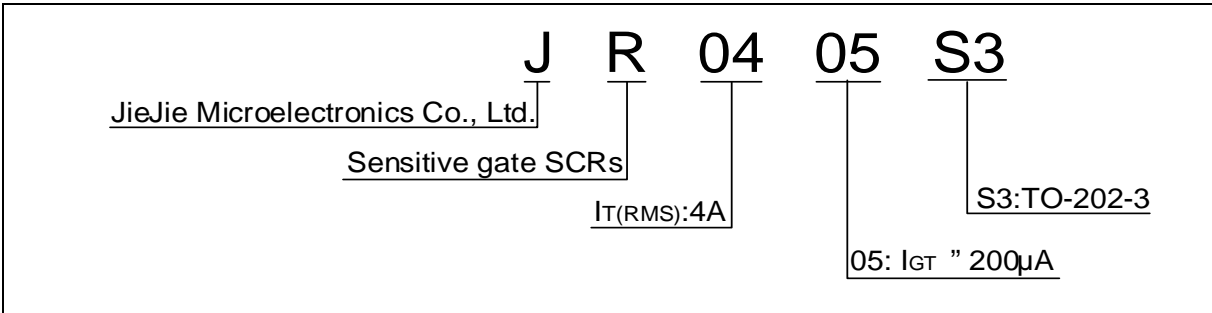 J R 04 05 S3
JieJie Microelectronics Co., Ltd.
Sensitive gate SCRs
IT(RMS):4A
S3:TO-202-3
05: IGT ” 200µA